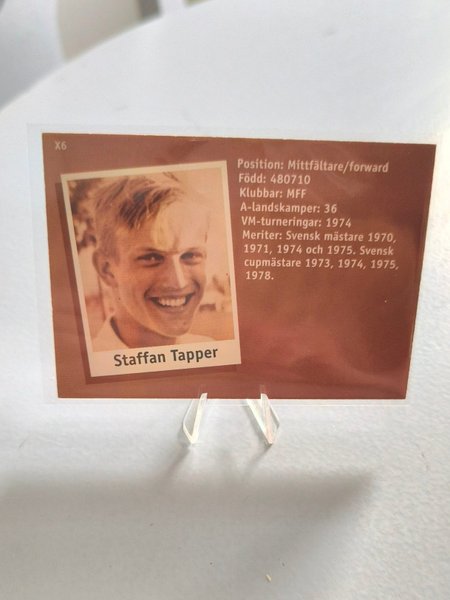 X6
Position: Mittfältare/forward
Född: 480710
Klubbar: MFF
A-landskamper: 36
VM-turneringar: 1974
Meriter: Svensk mästare 1970,
1971, 1974 och 1975. Svensk
cupmästare 1973, 1974, 1975,
1978.
Staffan Tapper